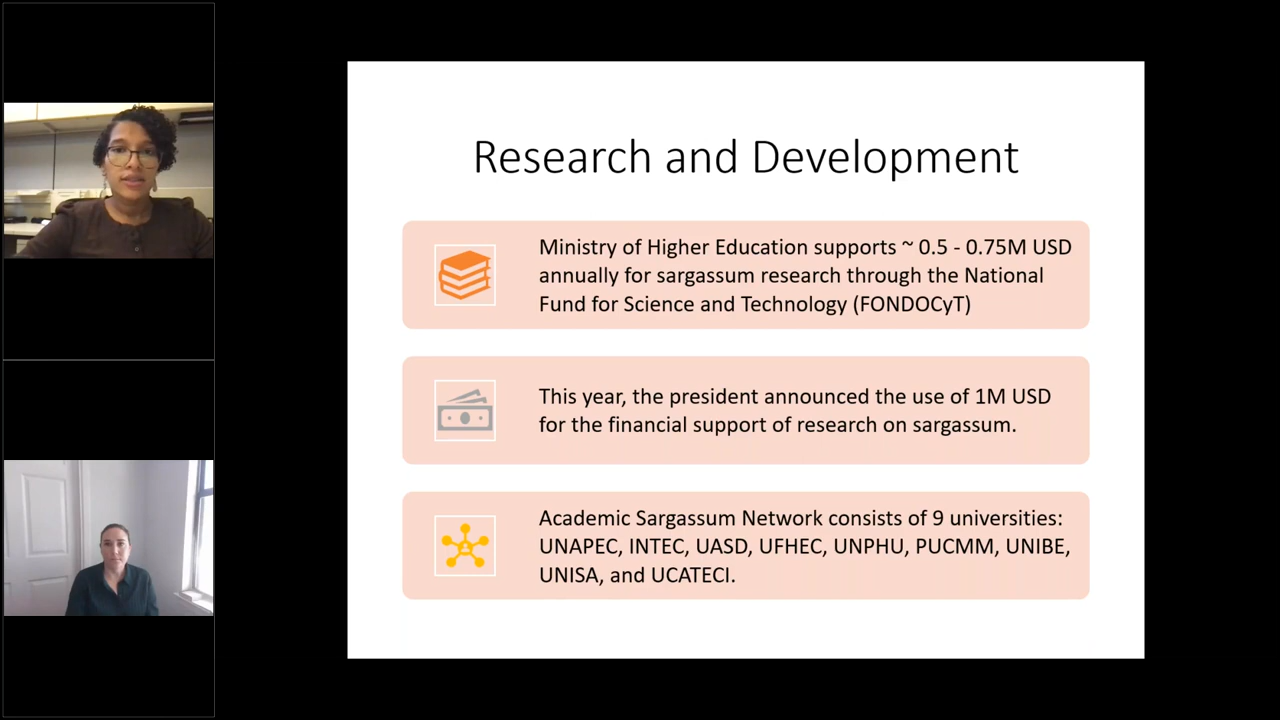 Research and Development
Ministry of Higher Education supports ~ 0.5 - 0.75M USD
annually for sargassum research through the National
Fund for Science and Technology (FONDOCyT)
This year, the president announced the use of 1M USD
for the financial support of research on sargassum.
Academic Sargassum Network consists of 9 universities:
UNAPEC, INTEC, UASD, UFHEC, UNPHU, PUCMM, UNIBE,
UNISA, and UCATECI.